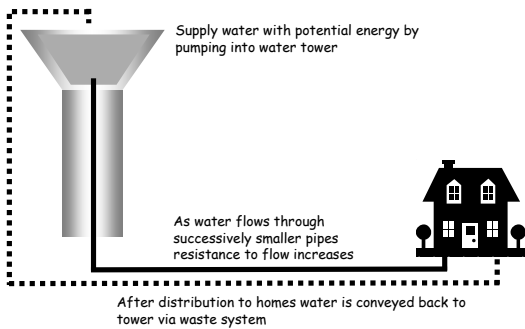 Supply water with potential energy by
pumping into water tower
As water flows through
successively smaller pipes
resistance to flow increases
After distribution to homes water is conveyed back to
tower via waste system